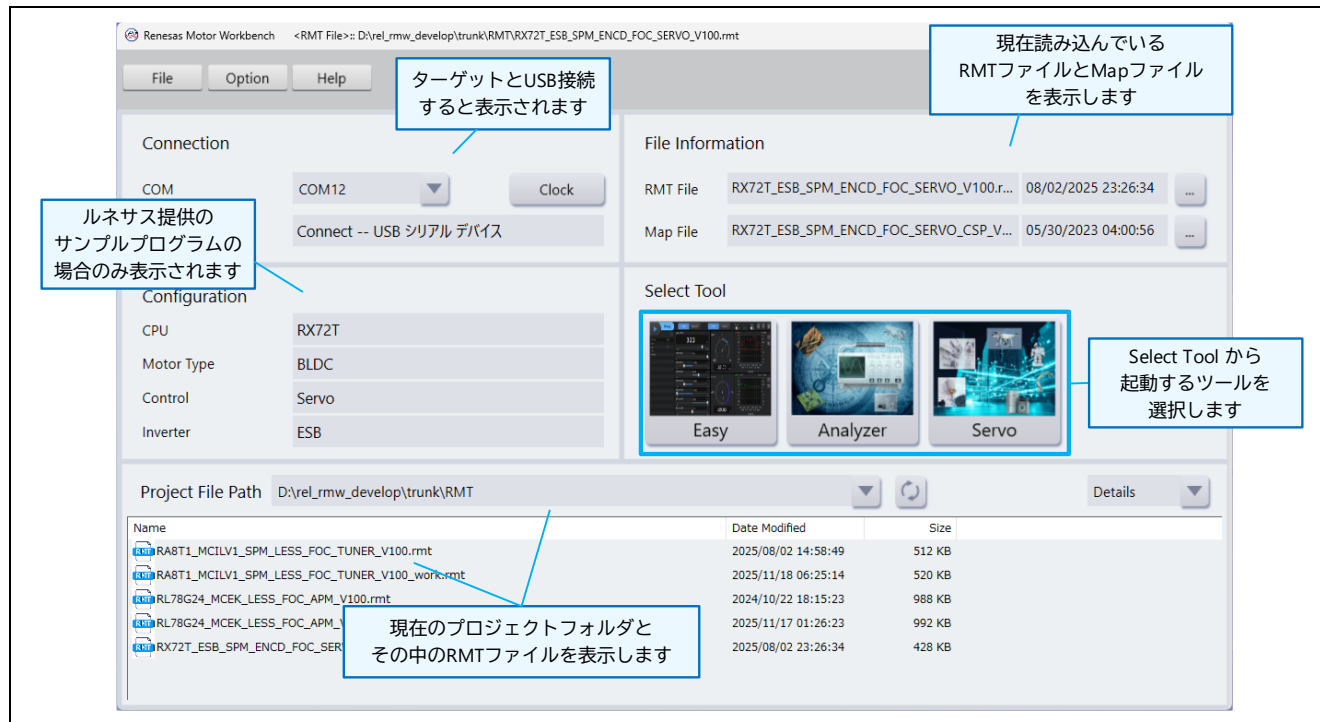 Renesas Motor Workbench <RMT File>:: D:\rel_rmw_develop\trunk\RMT\RX72T_ESB_SPM_ENCD_FOC_SERVO_V100.rmt
File Option Help
ターゲットとUSB接続
すると表示されます
現在読み込んでいる
RMTファイルとMapファイル
を表示します
Connection
COM COM12 Clock
Connect -- USB シリアル デバイス
File Information
RMT File RX72T_ESB_SPM_ENCD_FOC_SERVO_V100.r... 08/02/2025 23:26:34 ...
Map File RX72T_ESB_SPM_ENCD_FOC_SERVO_CSP_V... 05/30/2023 04:00:56 ...
ルネサス提供の
サンプルプログラムの
場合のみ表示されます
Configuration
CPU RX72T
Motor Type BLDC
Control Servo
Inverter ESB
Select Tool
Easy Analyzer Servo
Select Tool から
起動するツールを
選択します
Project File Path D:\rel_rmw_develop\trunk\RMT Details
Name Date Modified Size
RMT RA8T1_MCILV1_SPM_LESS_FOC_TUNER_V100.rmt 2025/08/02 14:58:49 512 KB
RMT RA8T1_MCILV1_SPM_LESS_FOC_TUNER_V100_work.rmt 2025/11/18 06:25:14 520 KB
RMT RL78G24_MCEK_LESS_FOC_APM_V100.rmt 2024/10/22 18:15:23 988 KB
RMT RL78G24_MCEK_LESS_FOC_APM_ 2025/11/17 01:26:23 992 KB
RMT RX72T_ESB_SPM_ENCD_FOC_SER 2025/08/02 23:26:34 428 KB
現在のプロジェクトフォルダと
その中のRMTファイルを表示します